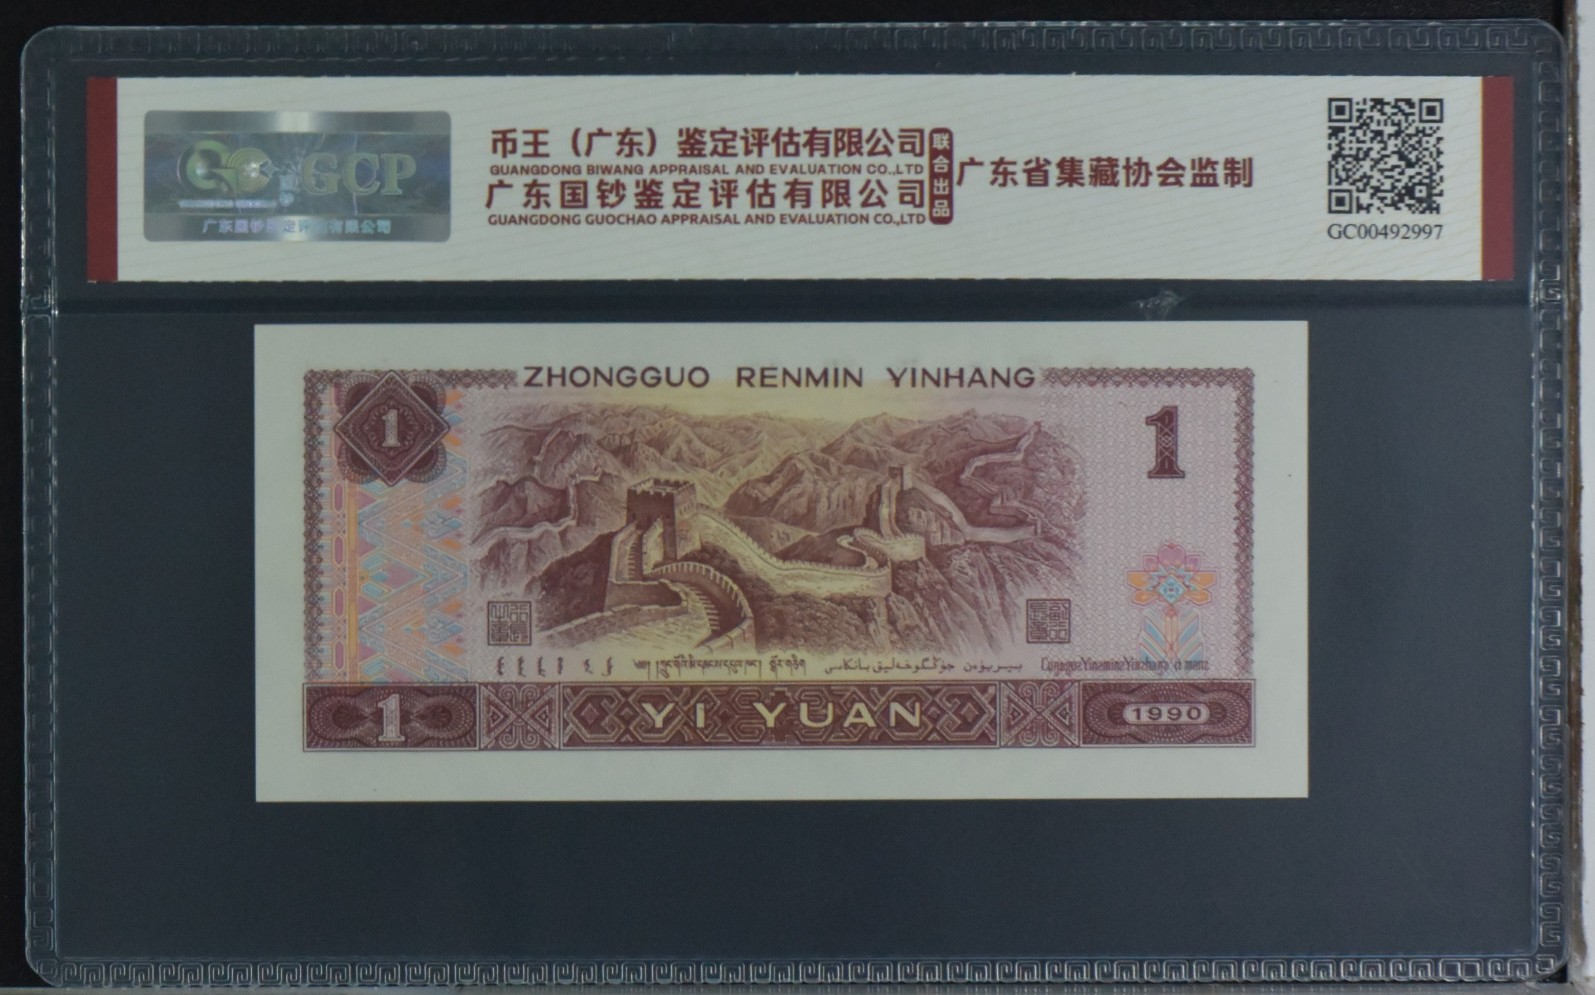 GCP
广东国钞鉴定评估有限公司
币王（广东）鉴定评估有限公司
GUANGDONG BIWANG APPRAISAL AND EVALUATION CO.,LTD
广东国钞鉴定评估有限公司
GUANGDONG GUOCHAO APPRAISAL AND EVALUATION CO.,LTD
联合出品
广东省集藏协会监制
GC00492997
ZHONGGUO RENMIN YINHANG
1
1
1
YI YUAN
1990